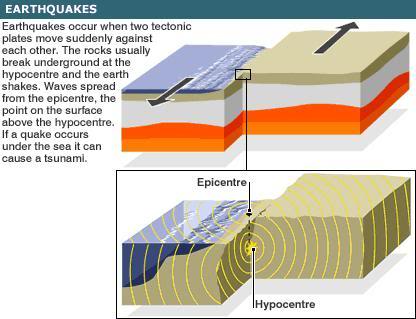 EARTHQUAKES
Earthquakes occur when two tectonic
plates move suddenly against
each other. The rocks usually
break underground at the
hypocentre and the earth
shakes. Waves spread
from the epicentre, the
point on the surface
above the hypocentre.
If a quake occurs
under the sea it can
cause a tsunami.
Epicentre
Hypocentre